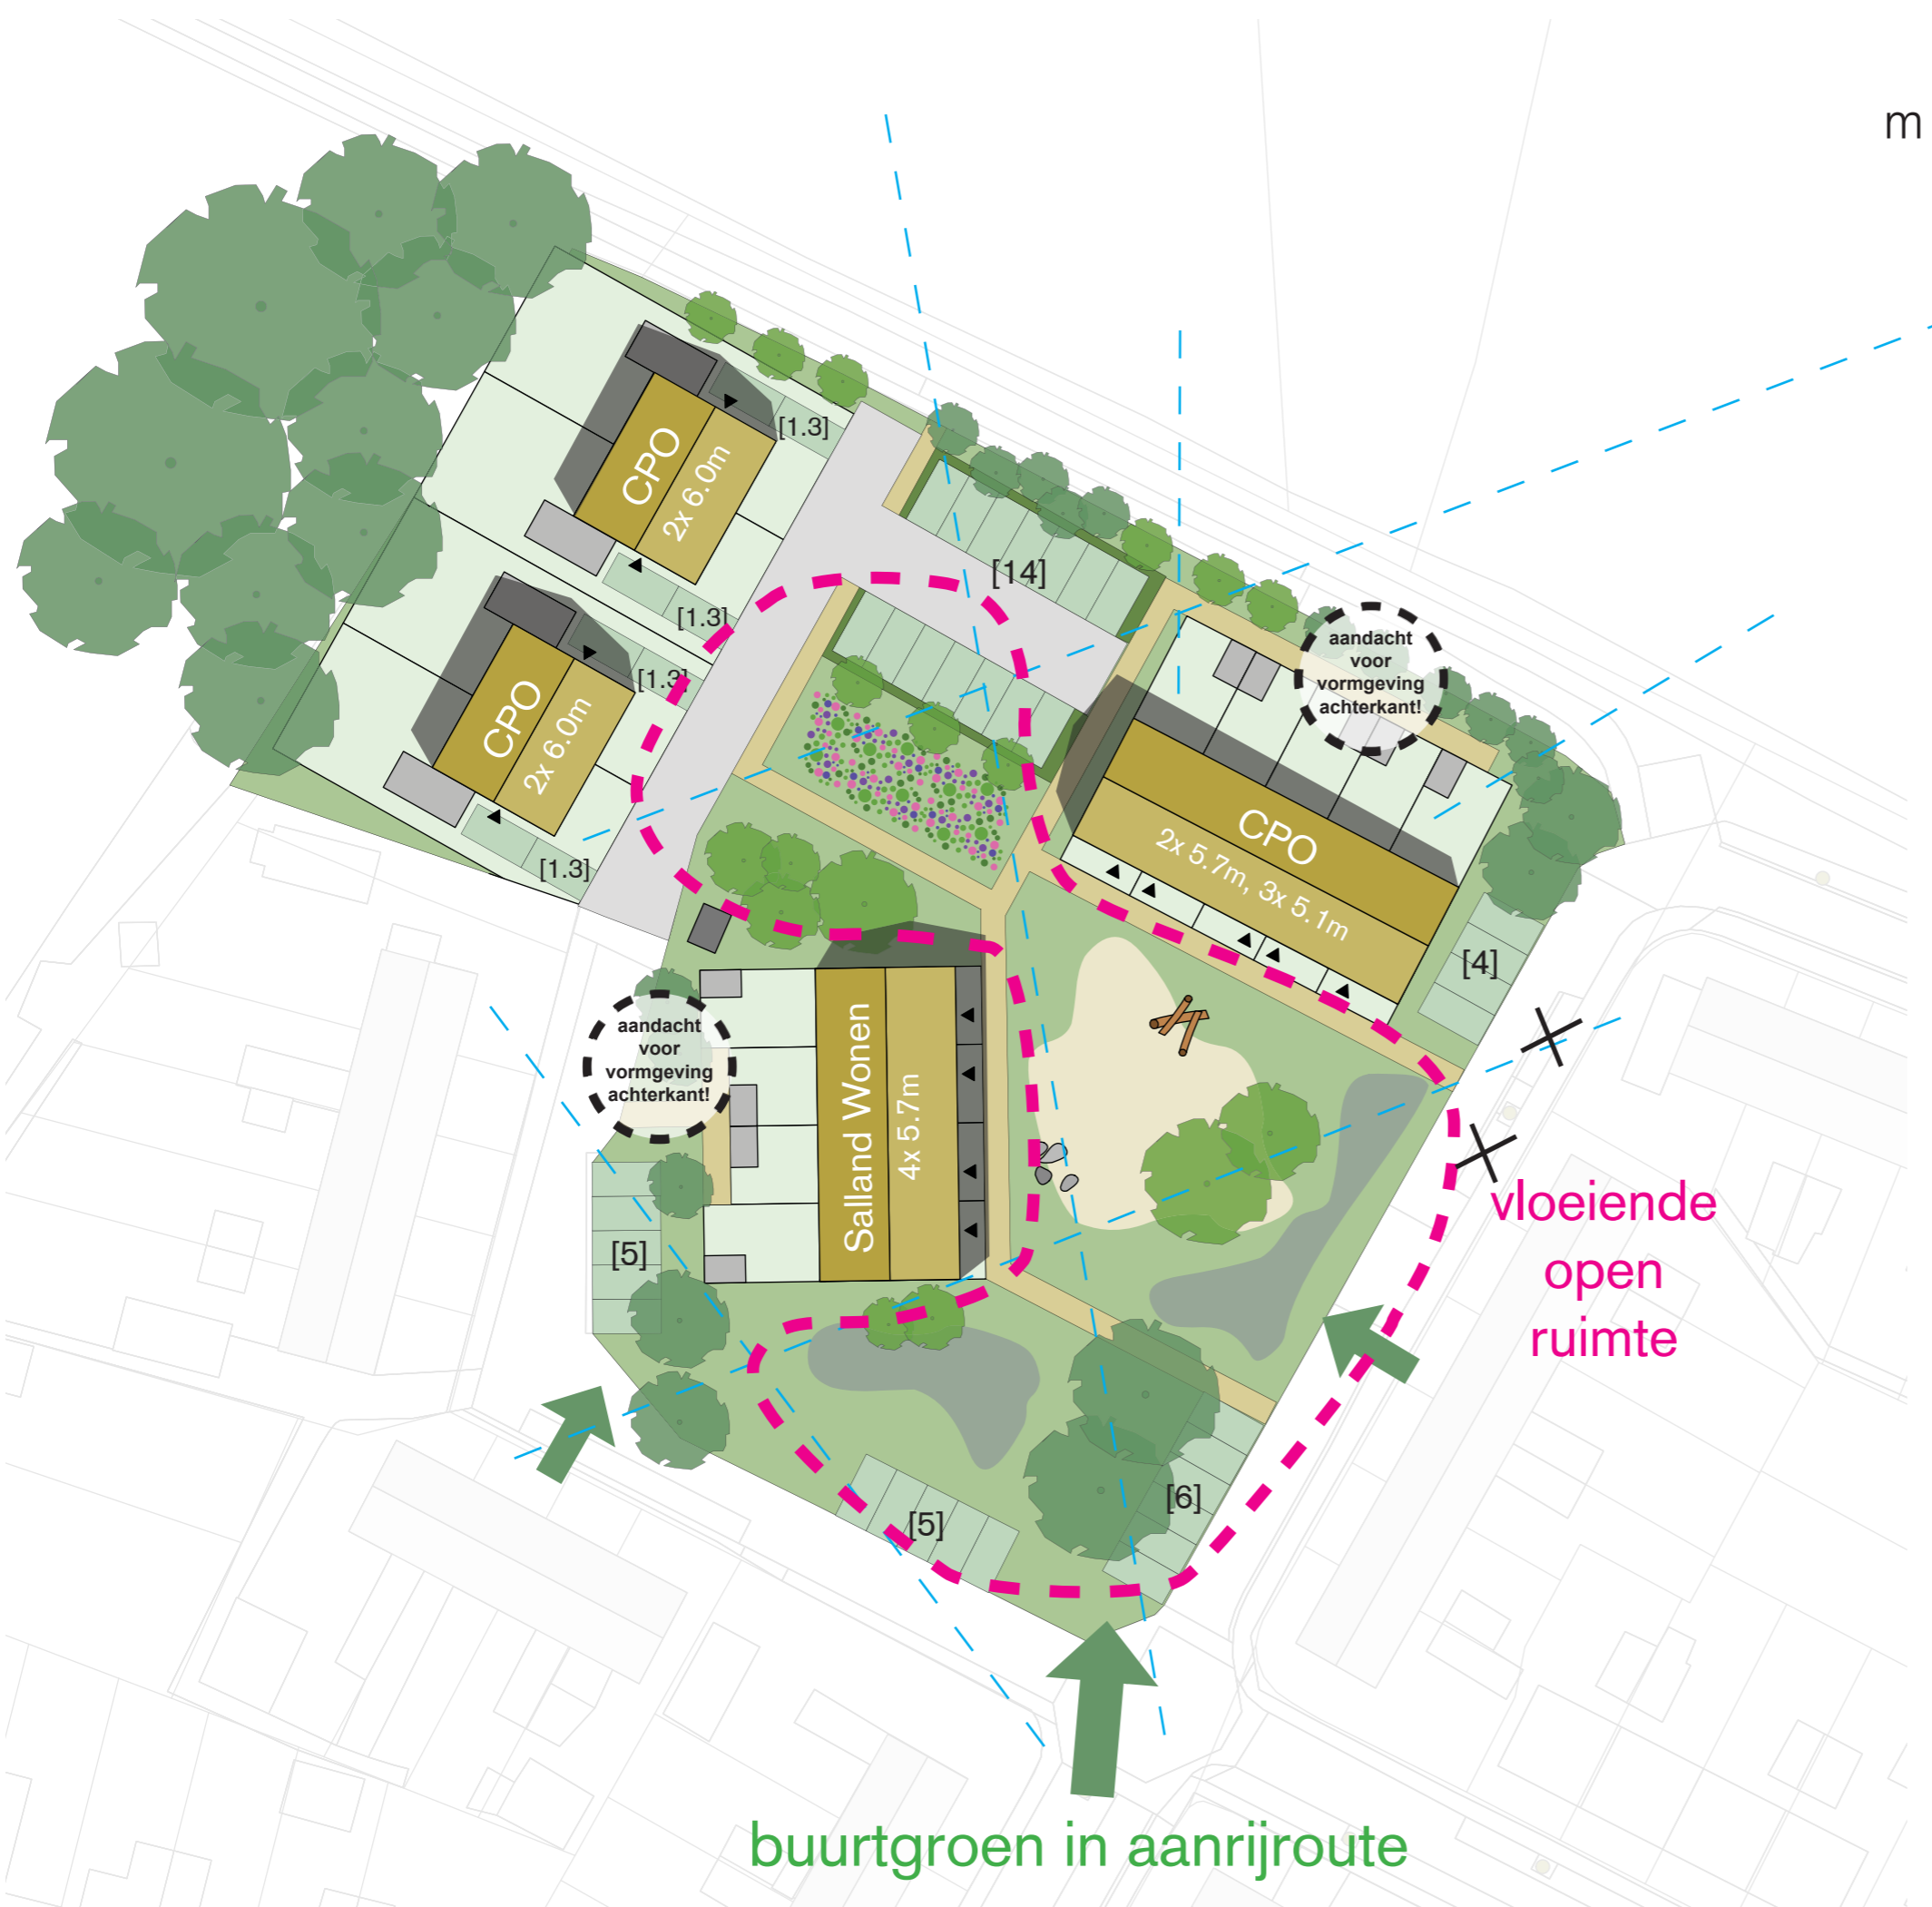 m
[1.3]
CPO
2x 6.0m
[14]
[1.3]
aandacht
voor
vormgeving
achterkant!
[1.3]
CPO
2x 6.0m
CPO
2x 5.7m, 3x 5.1m
[1.3]
[4]
aandacht
voor
vormgeving
achterkant!
Salland Wonen
4x 5.7m
vloeiende
open
ruimte
[5]
[6]
[5]
buurtgroen in aanrijroute